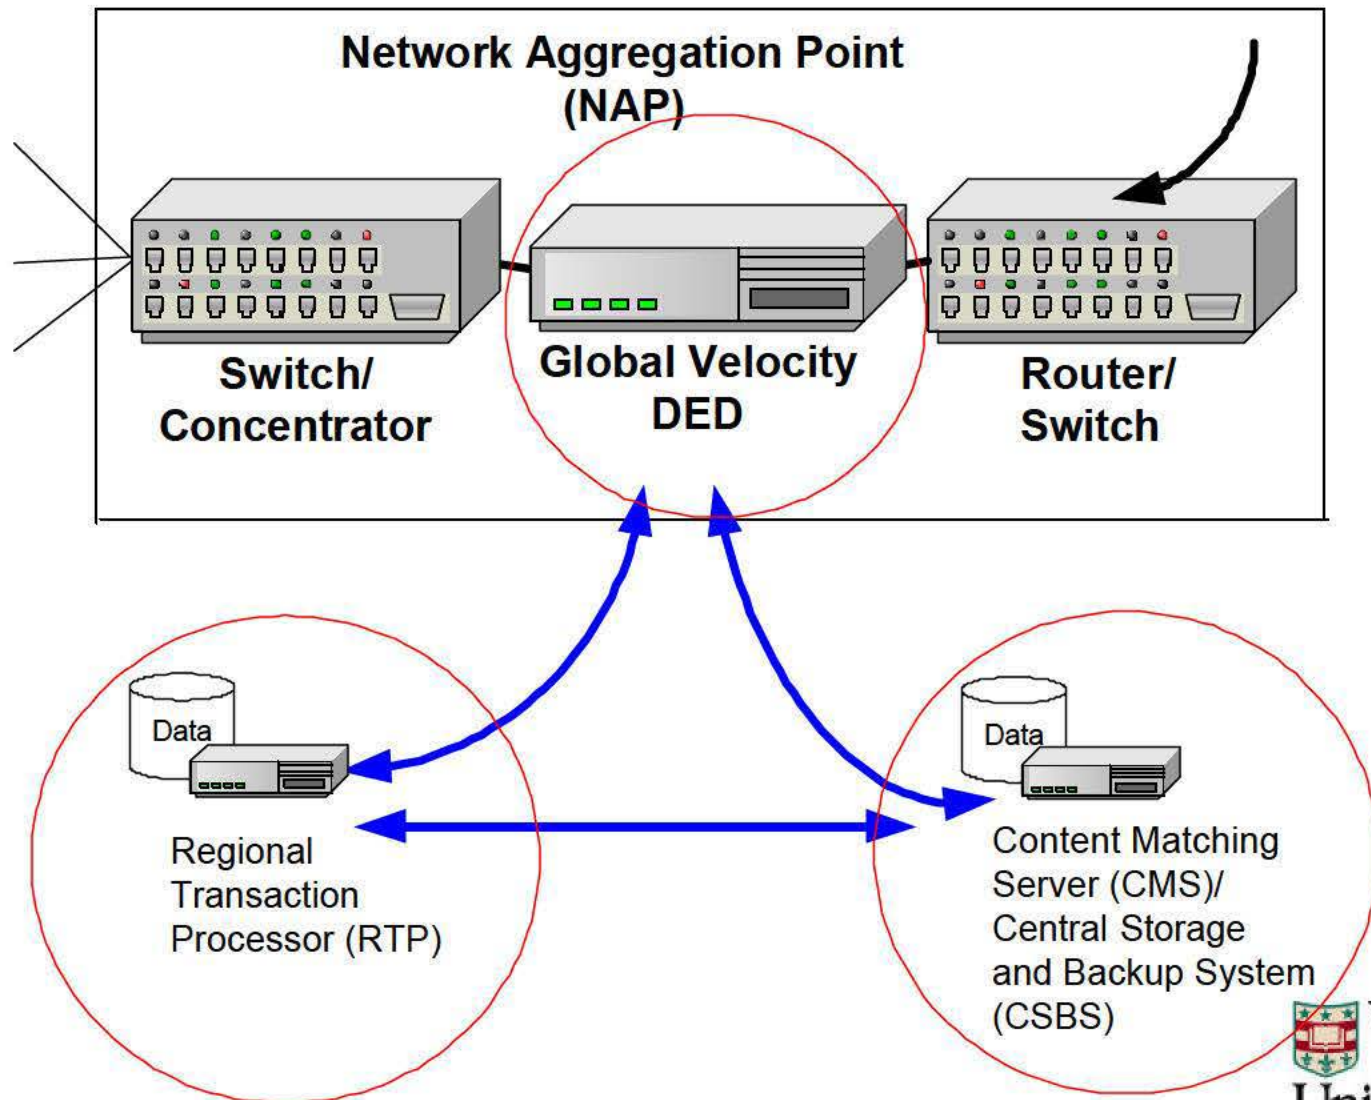 Network Aggregation Point
(NAP)
Switch/
Concentrator
Global Velocity
DED
Router/
Switch
Data
Regional
Transaction
Processor (RTP)
Data
Content Matching
Server (CMS)/
Central Storage
and Backup System
(CSBS)